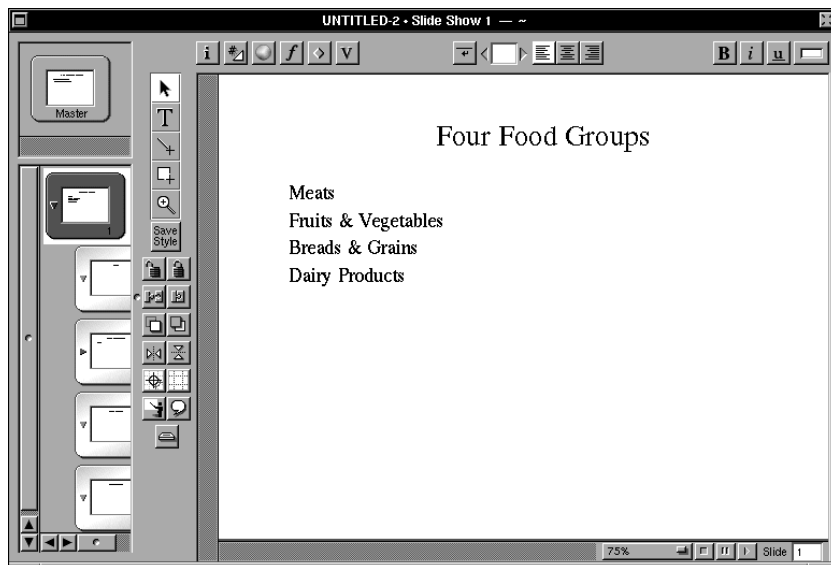 UNTITLED-2 • Slide Show 1 — ~
i # f V B i u
Master
T
1
Save
Style
Four Food Groups
Meats
Fruits & Vegetables
Breads & Grains
Dairy Products
75% Slide 1